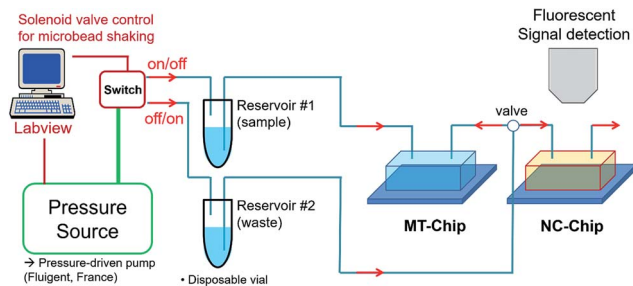 Solenoid valve control
for microbead shaking
Fluorescent
Signal detection
on/off
Switch
off/on
Labview
Reservoir #1
(sample)
valve
Pressure
Source
Reservoir #2
(waste)
MT-Chip
NC-Chip
→ Pressure-driven pump
(Fluigent, France)
• Disposable vial